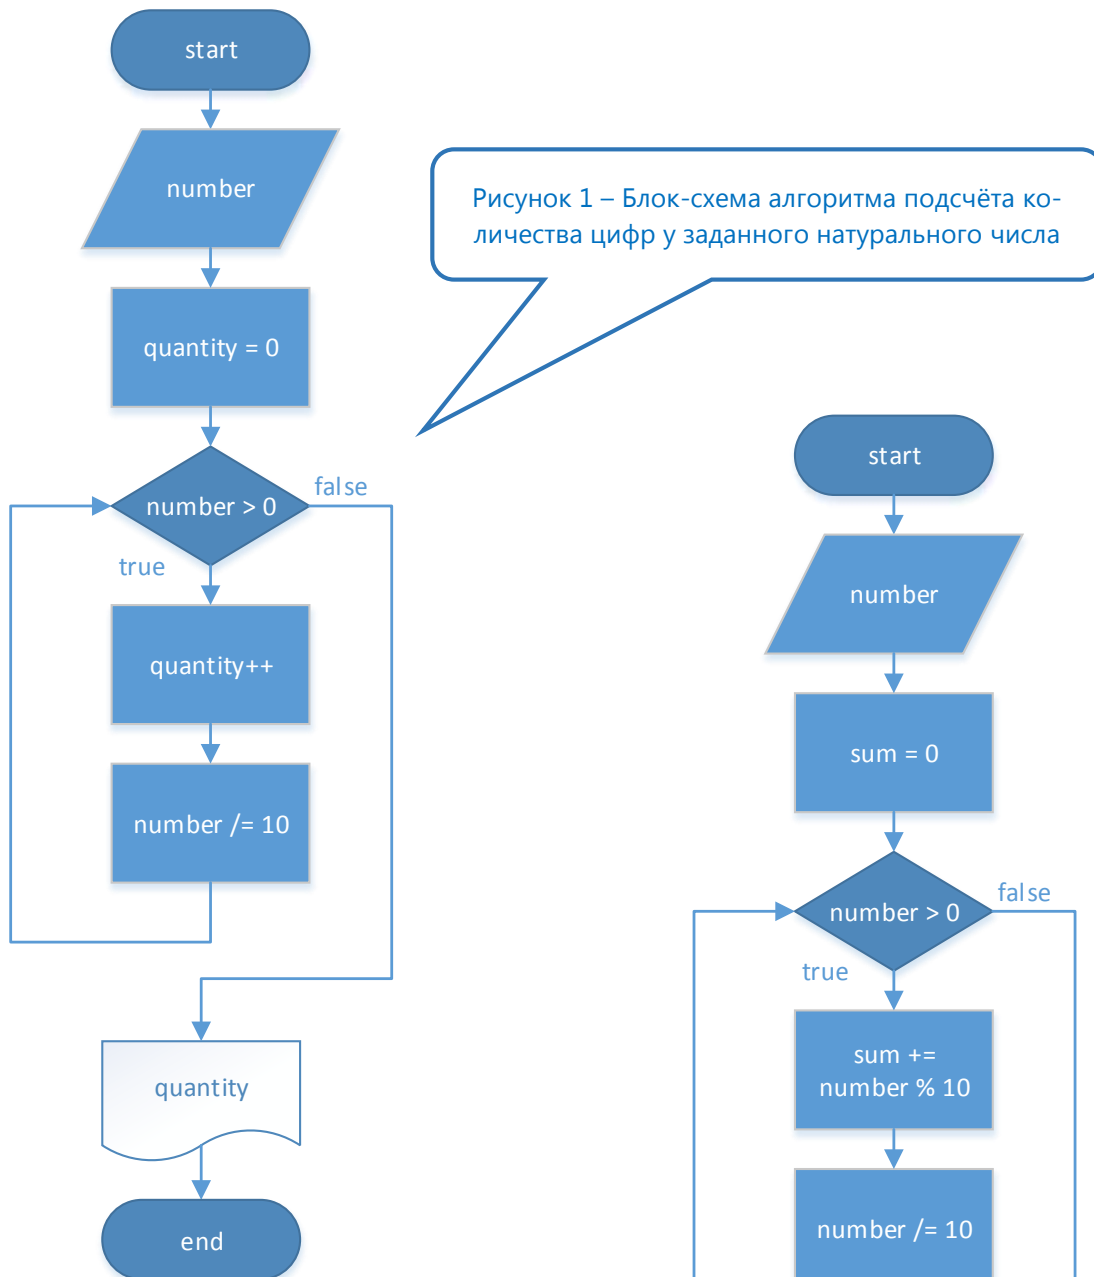 start
number
quantity = 0
number > 0
false
true
quantity++
number /= 10
quantity
end
Рисунок 1 – Блок-схема алгоритма подсчёта ко-
личества цифр у заданного натурального числа
start
number
sum = 0
number > 0
false
true
sum +=
number % 10
number /= 10